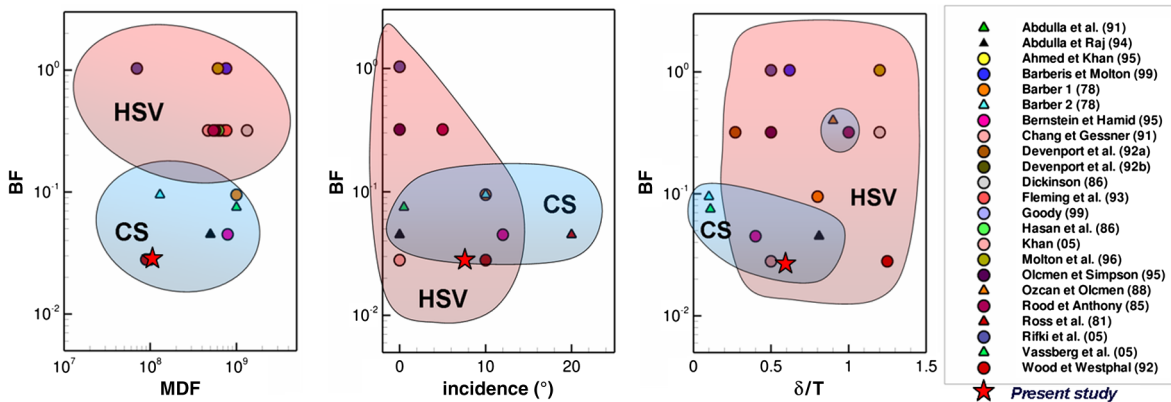 BF
10⁰
10⁻¹
10⁻²
HSV
CS
10⁷
10⁸
10⁹
MDF
BF
10⁰
10⁻¹
10⁻²
CS
HSV
0
10
20
incidence (°)
BF
10⁰
10⁻¹
10⁻²
HSV
CS
0
0.5
1
1.5
δ/T
Abdulla et al. (91)
Abdulla et Raj (94)
Ahmed et Khan (95)
Barberis et Molton (99)
Barber 1 (78)
Barber 2 (78)
Bernstein et Hamid (95)
Chang et Gessner (91)
Devenport et al. (92a)
Devenport et al. (92b)
Dickinson (86)
Fleming et al. (93)
Goody (99)
Hasan et al. (86)
Khan (05)
Molton et al. (96)
Olcmen et Simpson (95)
Ozcan et Olcmen (88)
Rood et Anthony (85)
Ross et al. (81)
Rifki et al. (05)
Vassberg et al. (05)
Wood et Westphal (92)
Present study